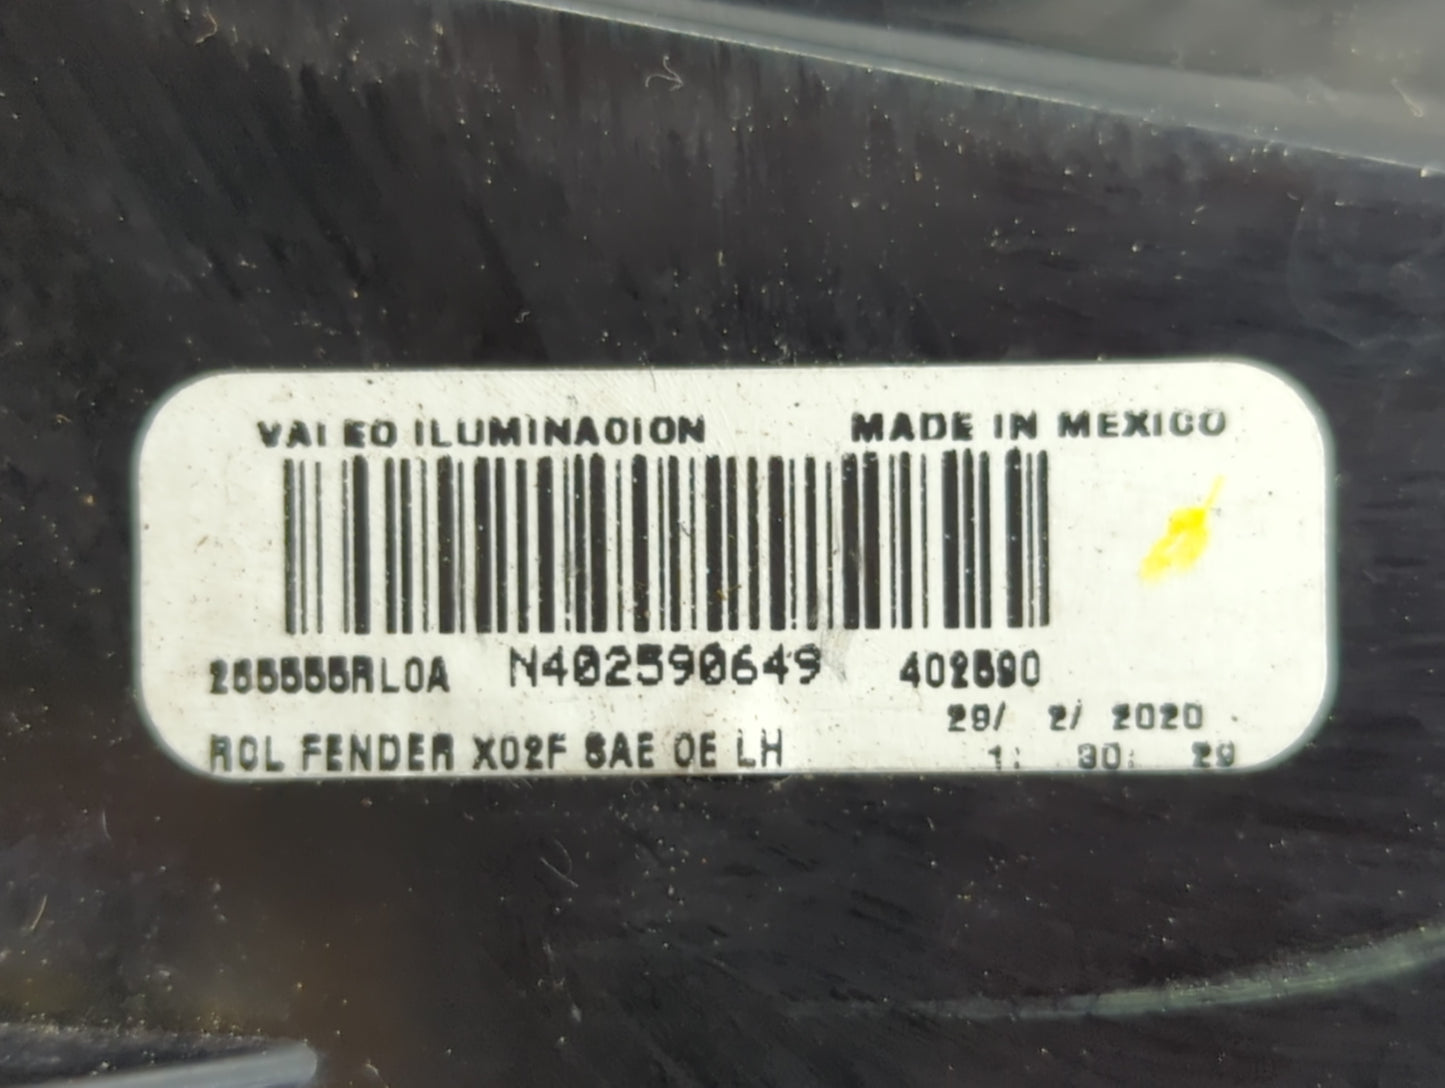 VALEO ILUMINACION MADE IN MEXICO
265555RL0A N402590649 402590
29/ 2/ 2020
RCL FENDER X02F SAE OE LH
1: 30: 29